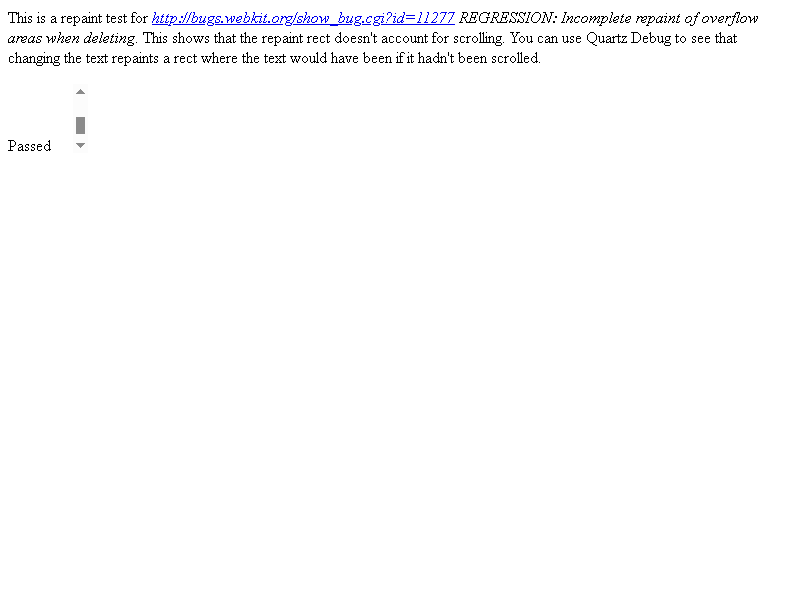 This is a repaint test for http://bugs.webkit.org/show_bug.cgi?id=11277 REGRESSION: Incomplete repaint of overflow
areas when deleting. This shows that the repaint rect doesn't account for scrolling. You can use Quartz Debug to see that
changing the text repaints a rect where the text would have been if it hadn't been scrolled.
Passed